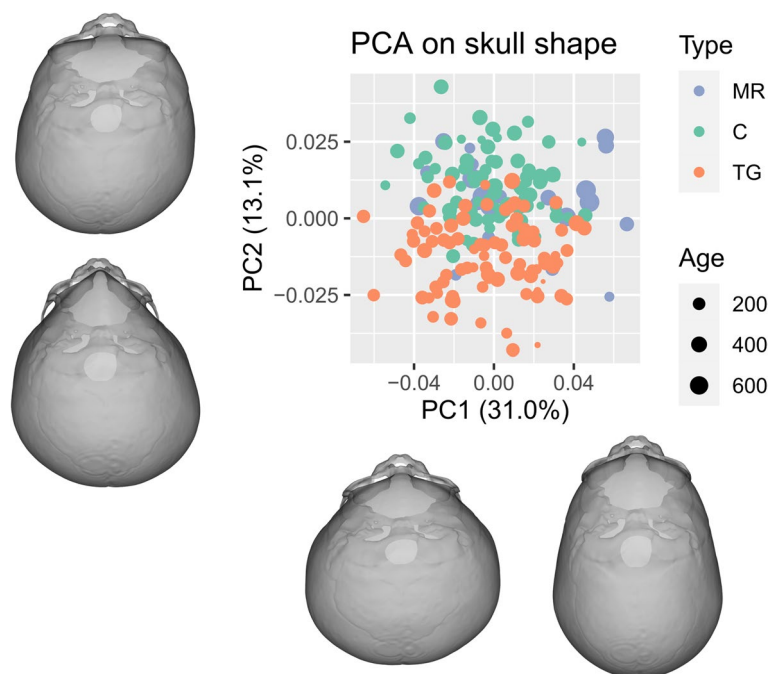 PCA on skull shape
Type
MR
C
TG
0.025
0.000
−0.025
PC2 (13.1%)
−0.04 0.00 0.04
PC1 (31.0%)
Age
200
400
600